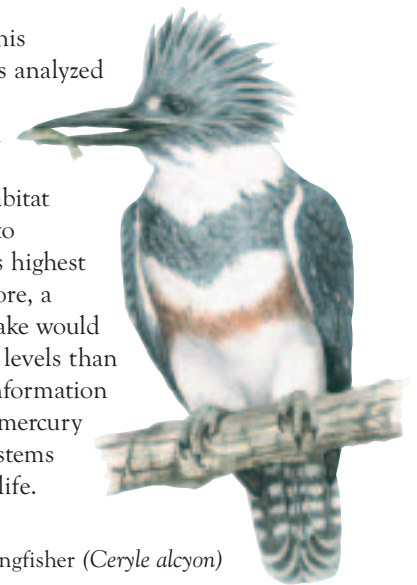 his
s analyzed
bitat
to
s highest
ore, a
ake would
levels than
nformation
mercury
stems
life.
ngfisher (Ceryle alcyon)